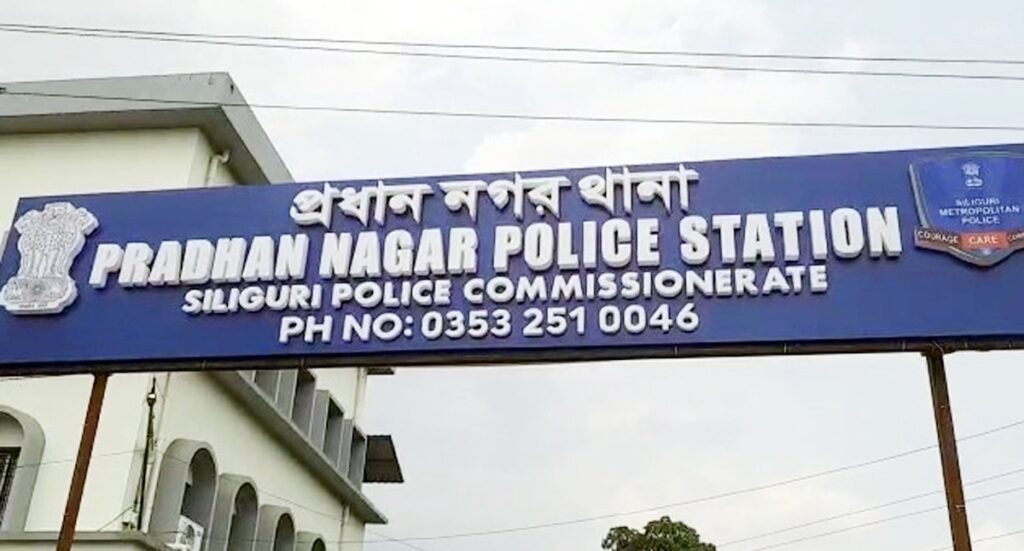 প্রধান নগর থানা
PRADHAN NAGAR POLICE STATION
SILIGURI POLICE COMMISSIONERATE
PH NO: 0353 251 0046
SILIGURI
METROPOLITAN
POLICE
COURAGE CARE